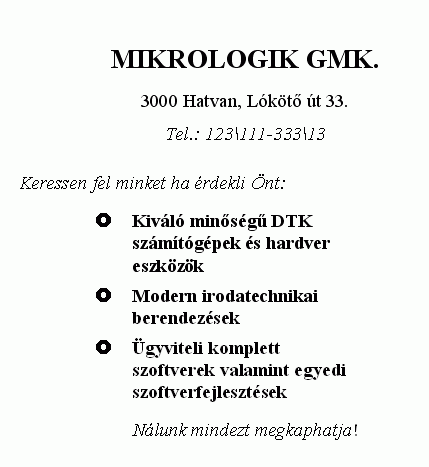 MIKROLOGIK GMK.
3000 Hatvan, Lókötő út 33.
Tel.: 123\111-333\13
Keressen fel minket ha érdekli Önt:
Kiváló minőségű DTK
számítógépek és hardver
eszközök
Modern irodatechnikai
berendezések
Ügyviteli komplett
szoftverek valamint egyedi
szoftverfejlesztések
Nálunk mindezt megkaphatja!